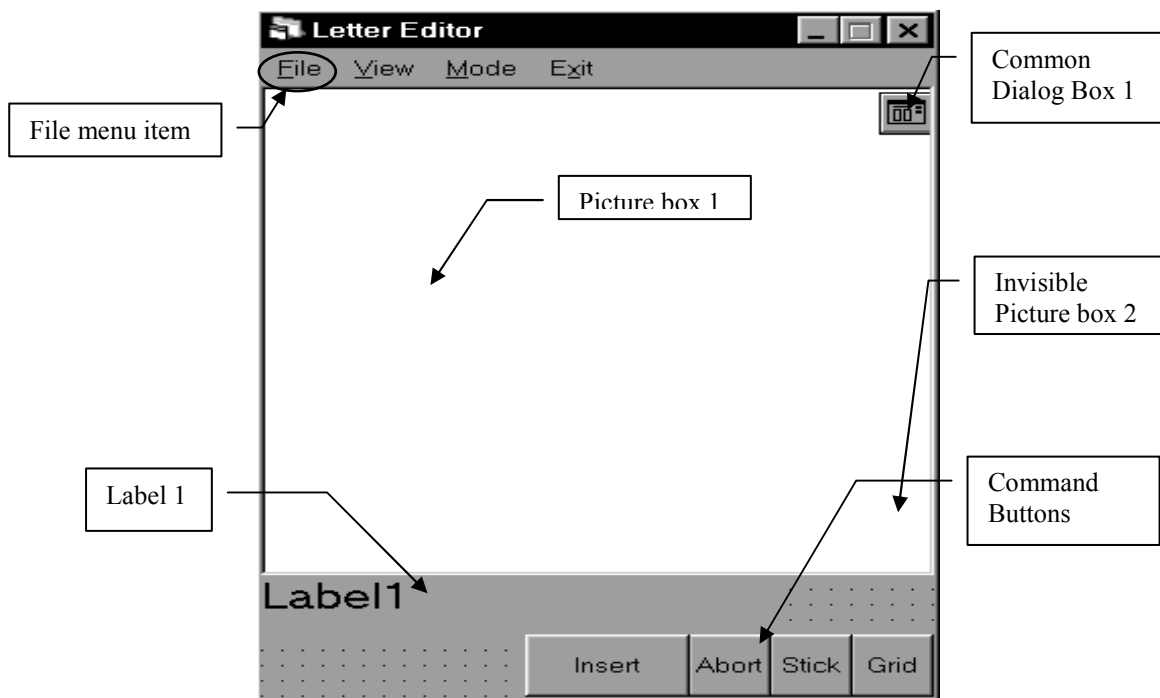 Letter Editor
File View Mode Exit
Common
Dialog Box 1
File menu item
Picture box 1
Invisible
Picture box 2
Label 1
Command
Buttons
Label1
Insert Abort Stick Grid